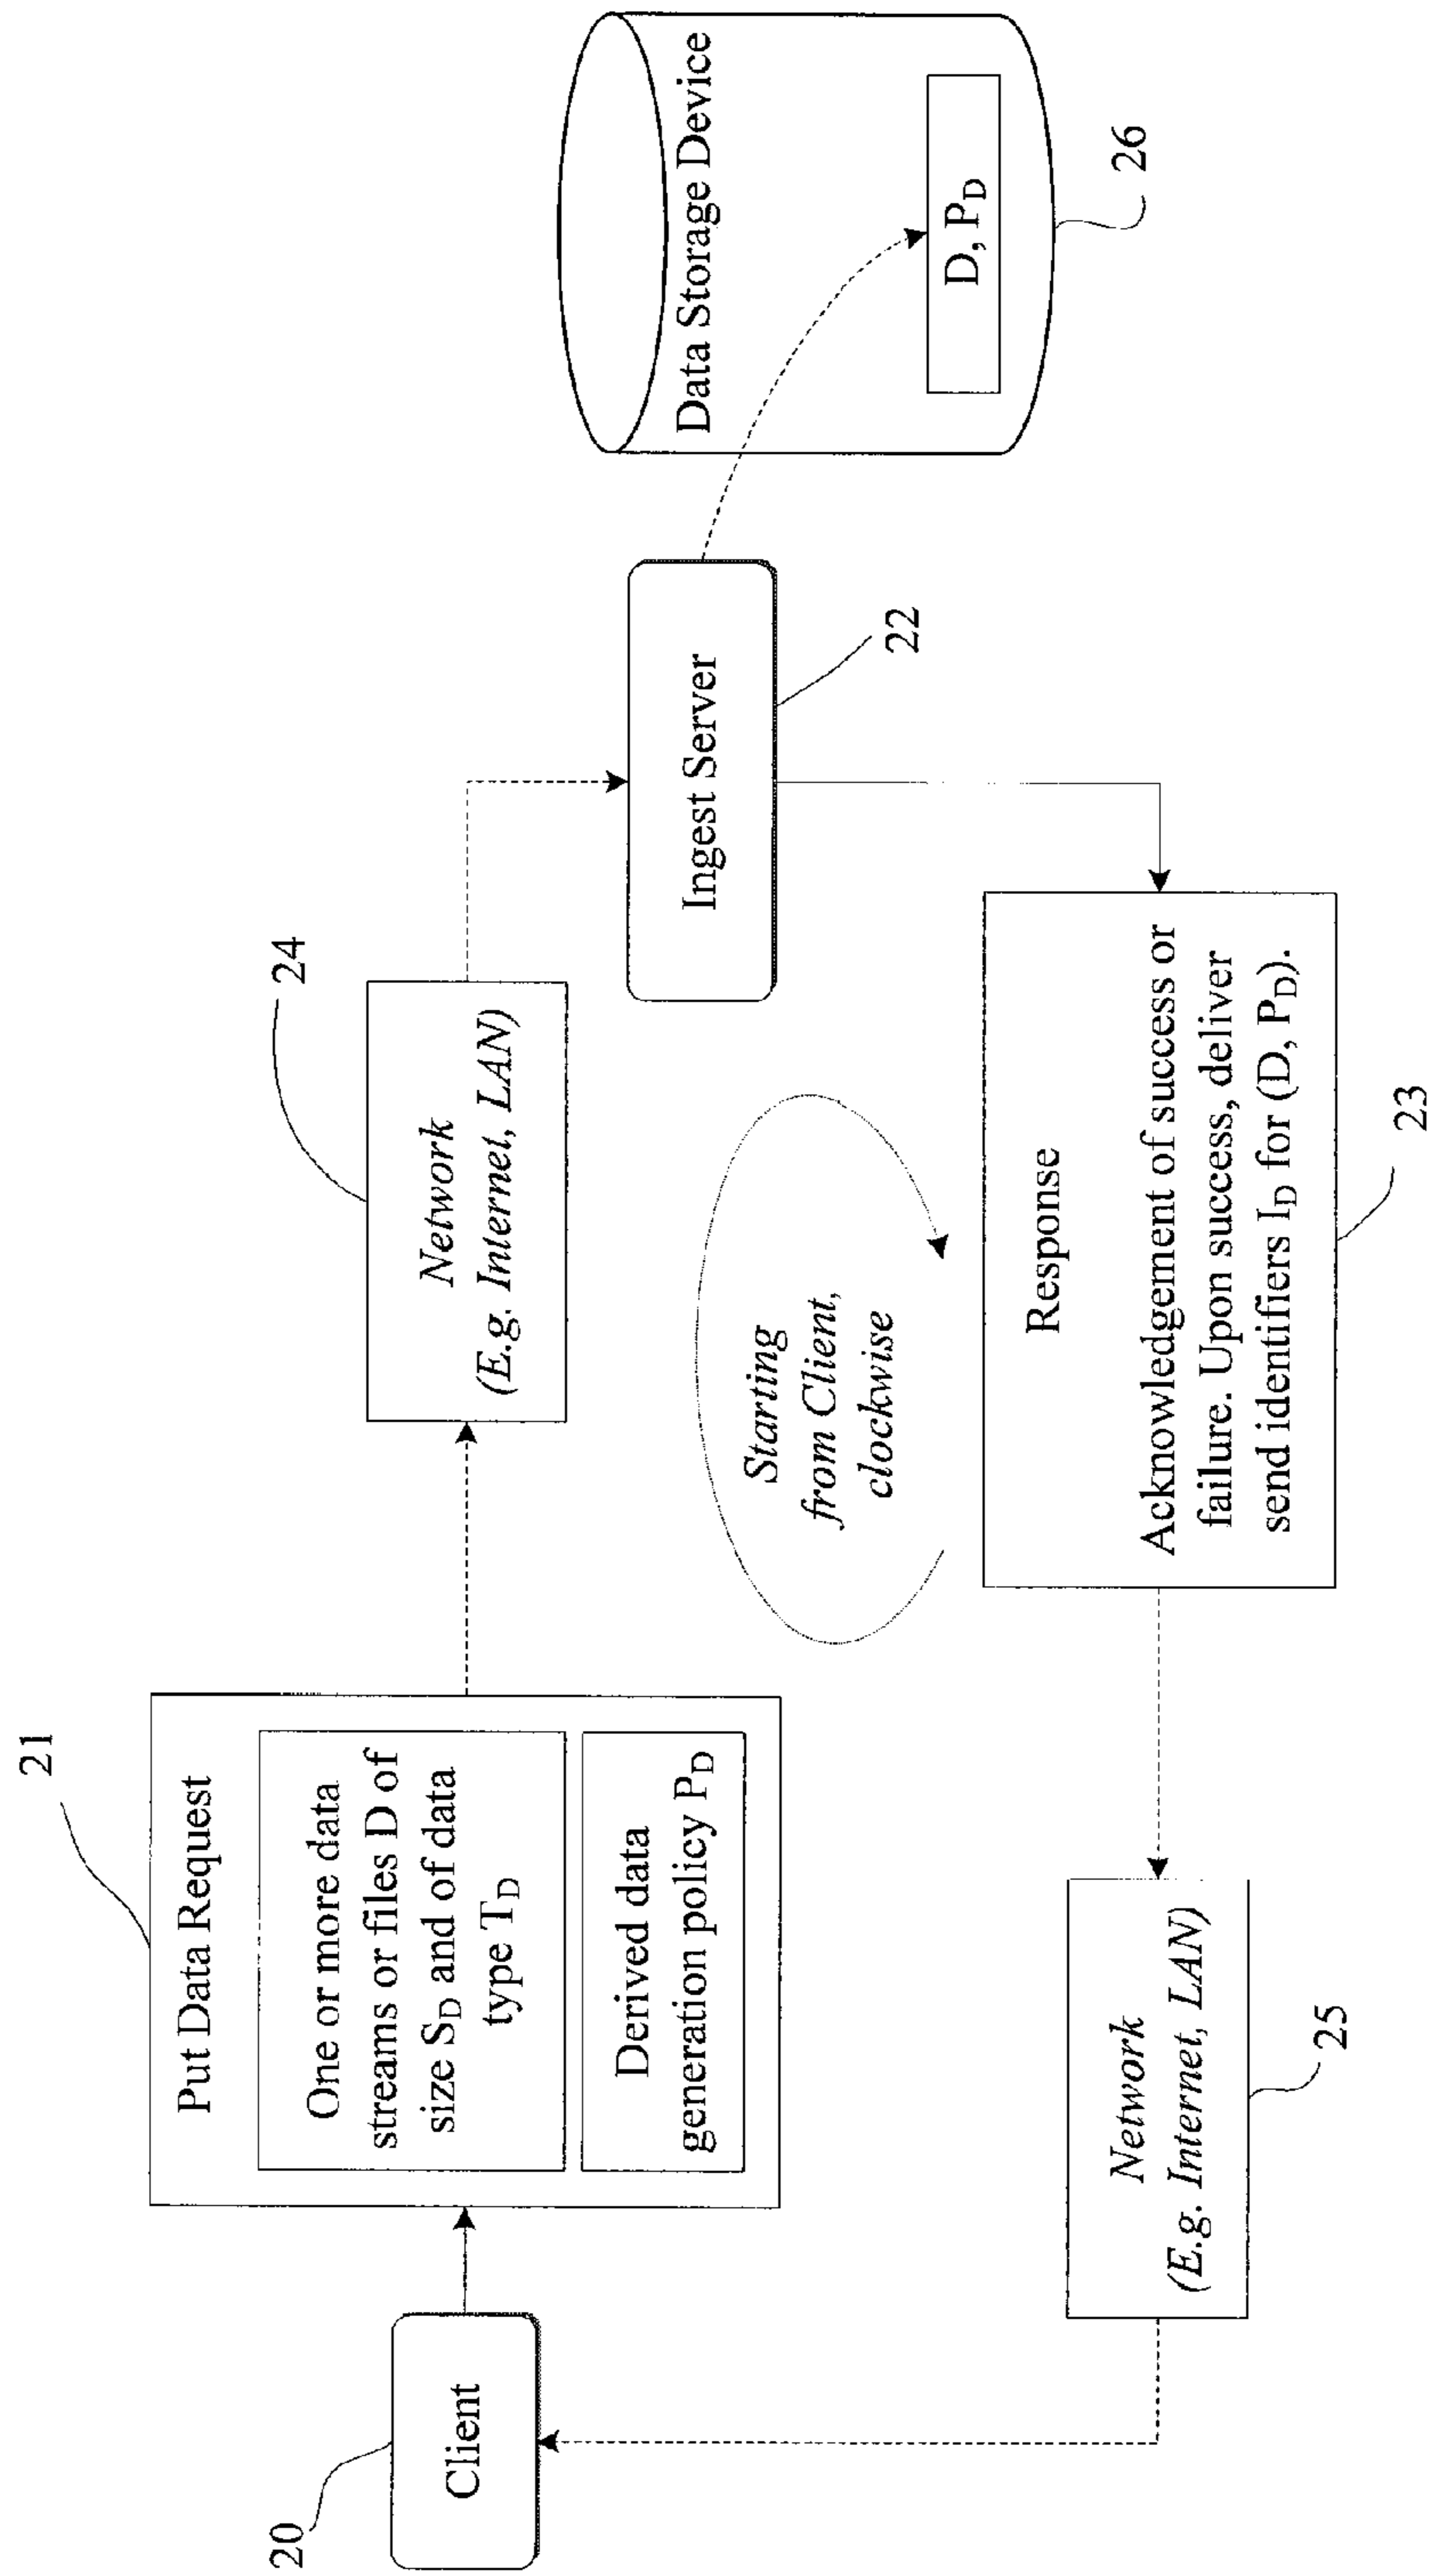 20
Client
21
Put Data Request
One or more data
streams or files D of
size S_D and of data
type T_D
Derived data
generation policy P_D
24
Network
(E.g. Internet, LAN)
Ingest Server
22
Data Storage Device
D, P_D
26
Starting
from Client,
clockwise
Response
Acknowledgement of success or
failure. Upon success, deliver
send identifiers I_D for (D, P_D).
23
Network
(E.g. Internet, LAN)
25